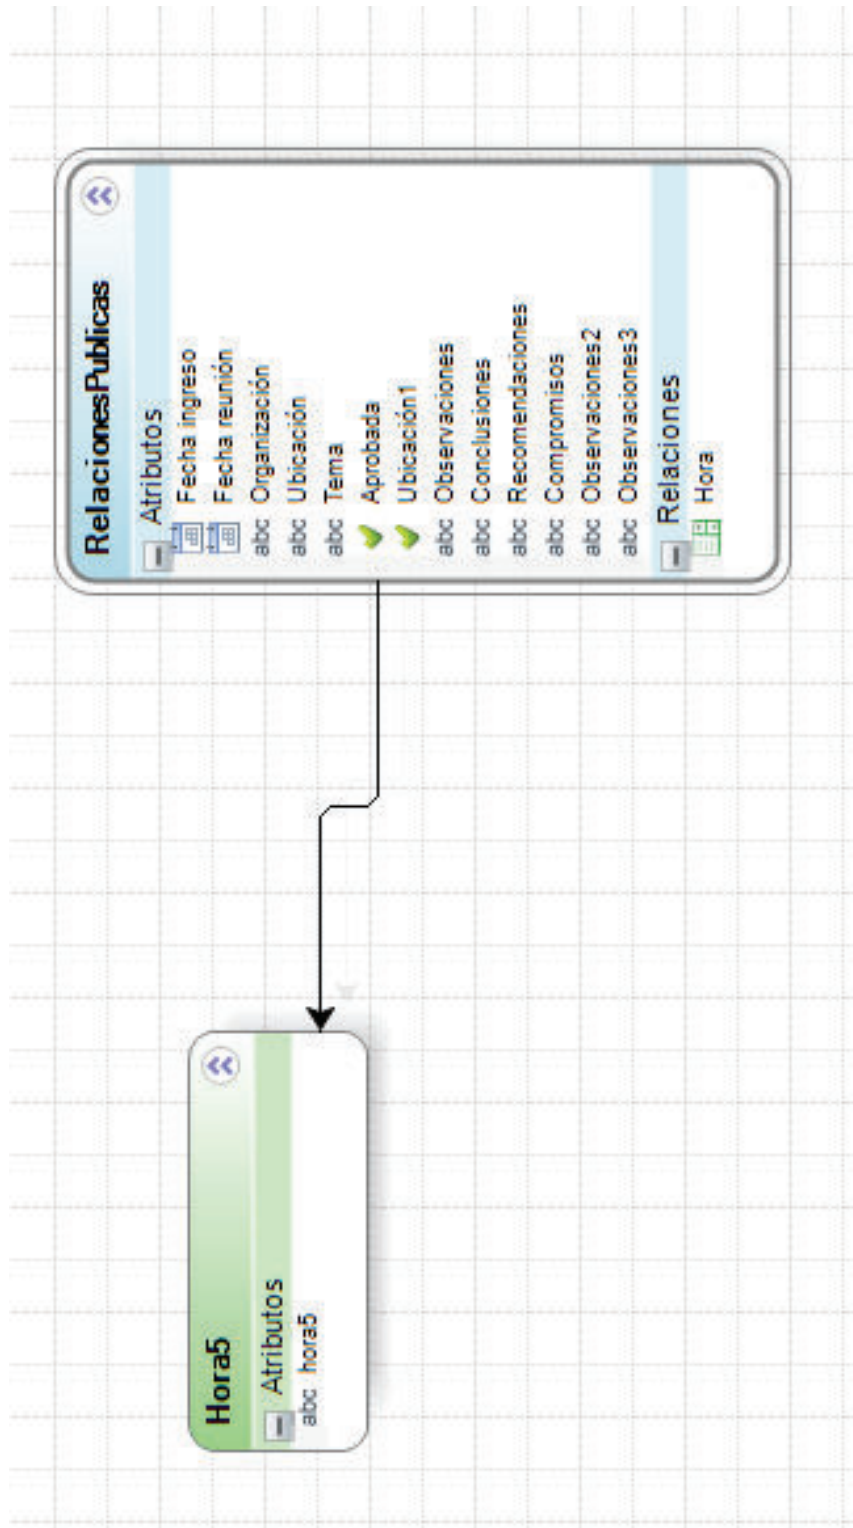 Hora5
Atributos
abc hora5
RelacionesPublicas
Atributos
Fecha ingreso
Fecha reunión
abc Organización
abc Ubicación
abc Tema
Aprobada
Ubicación1
abc Observaciones
abc Conclusiones
abc Recomendaciones
abc Compromisos
abc Observaciones2
abc Observaciones3
Relaciones
Hora